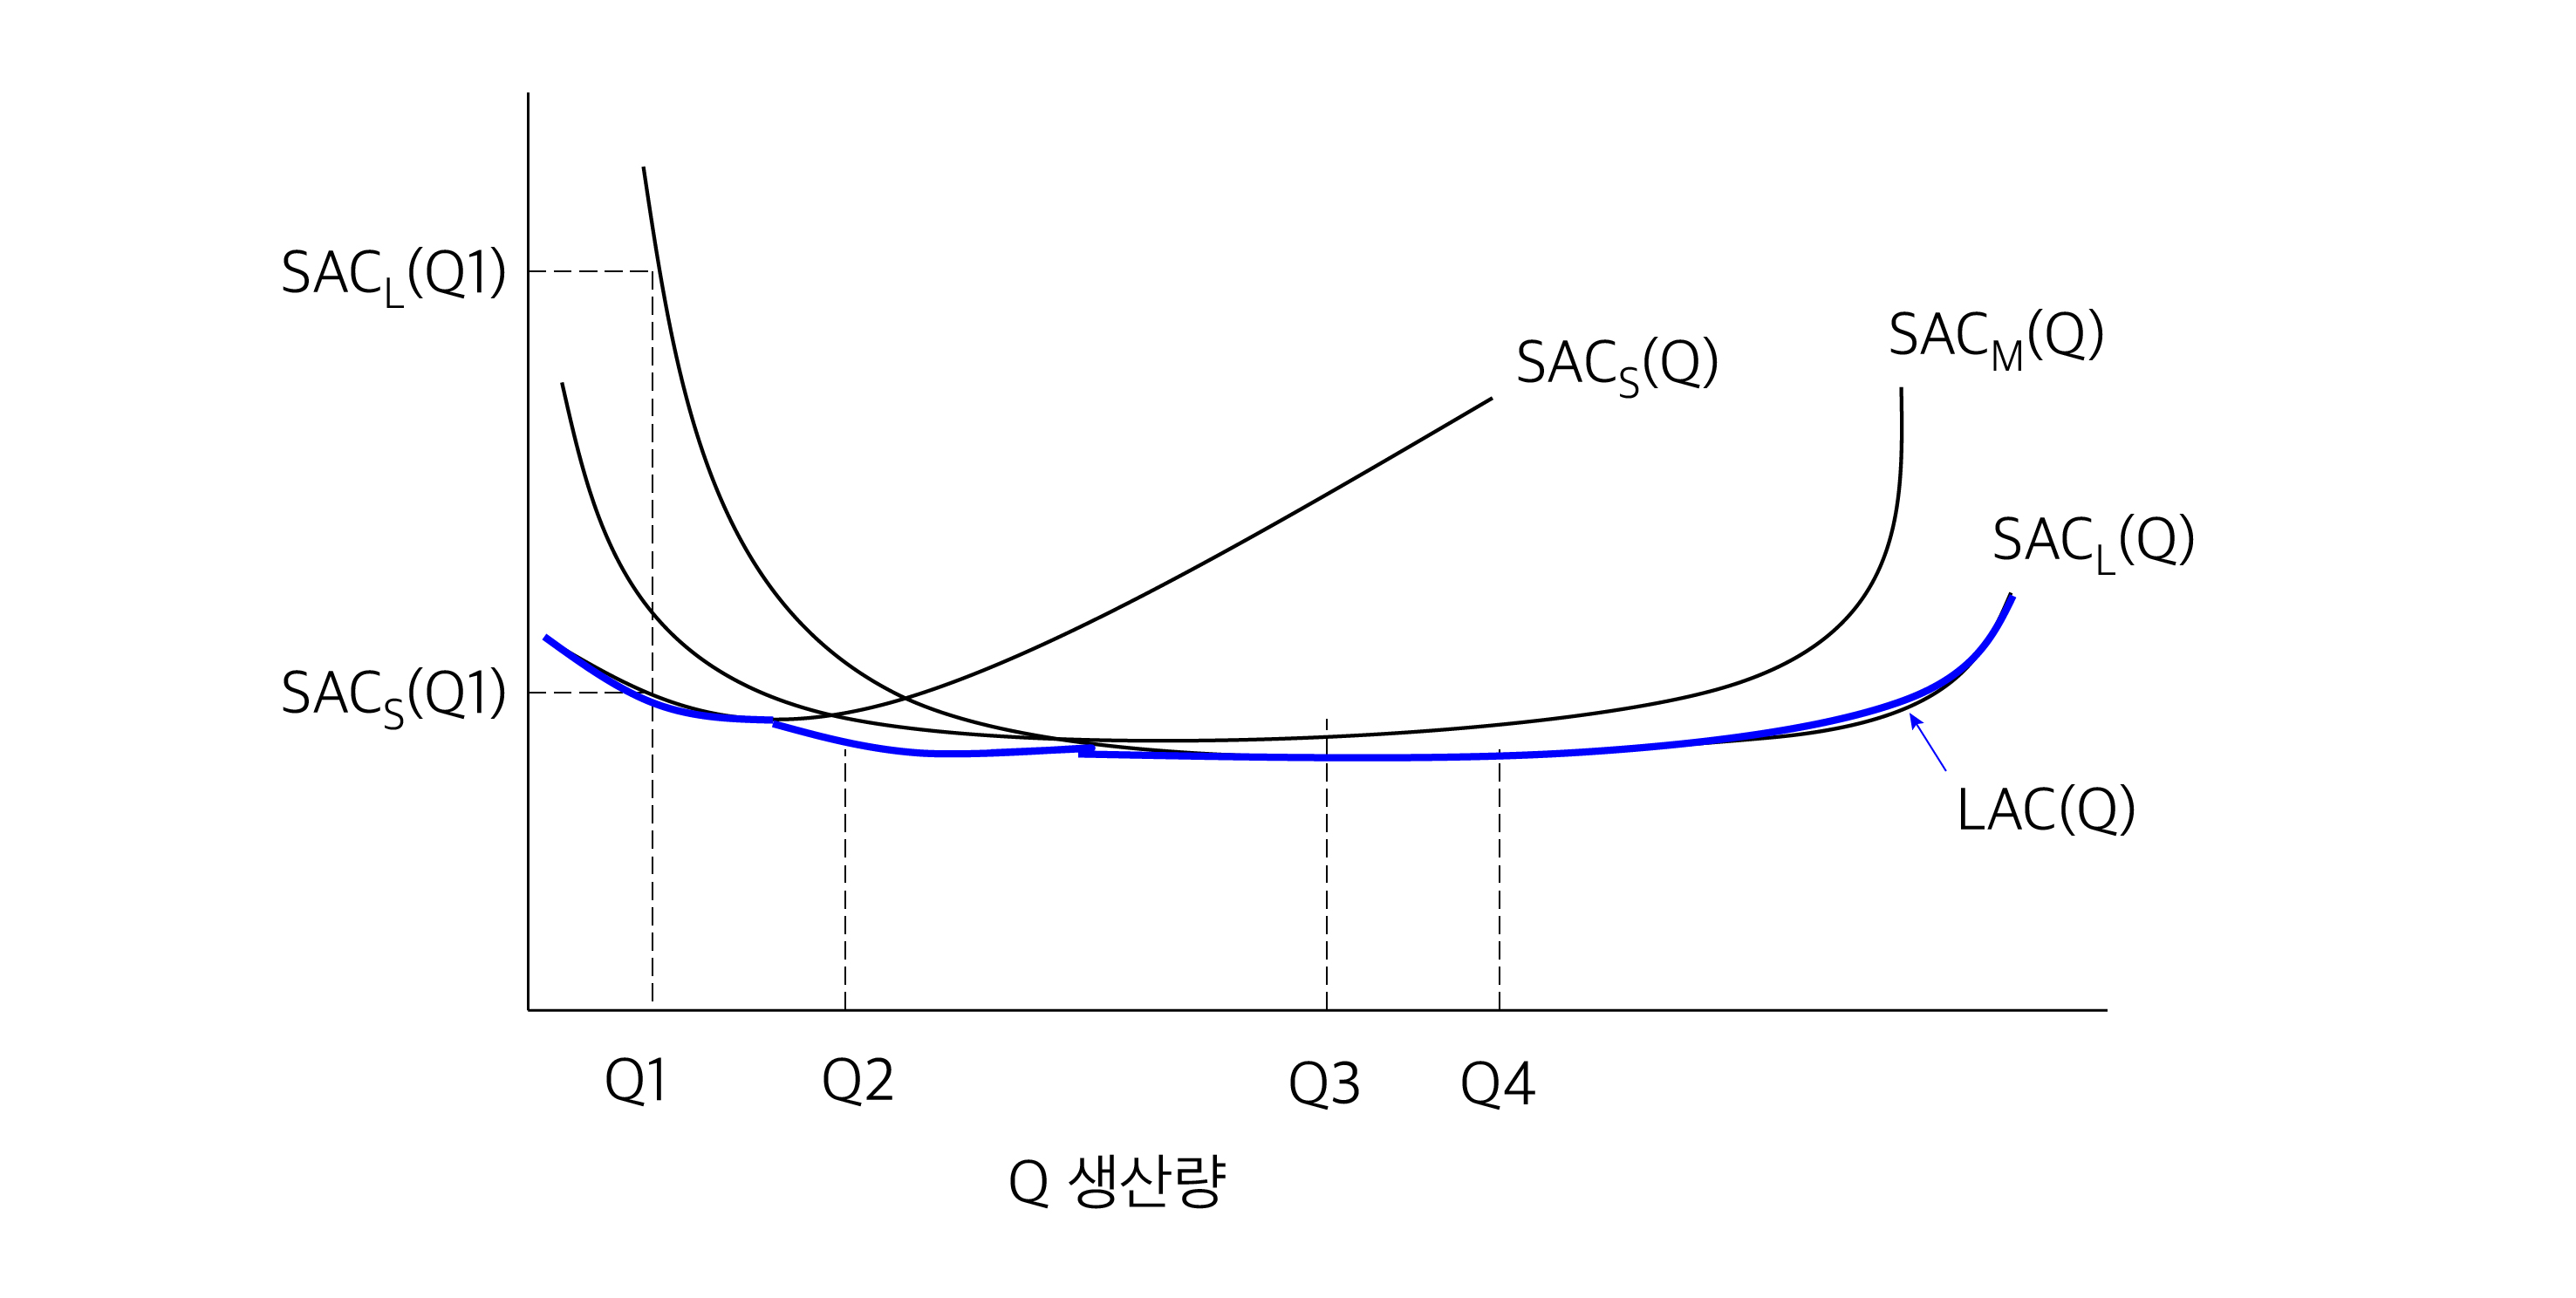 SAC_L(Q1)
SAC_M(Q)
SAC_S(Q)
SAC_L(Q)
SAC_S(Q1)
LAC(Q)
Q1 Q2 Q3 Q4
Q 생산량